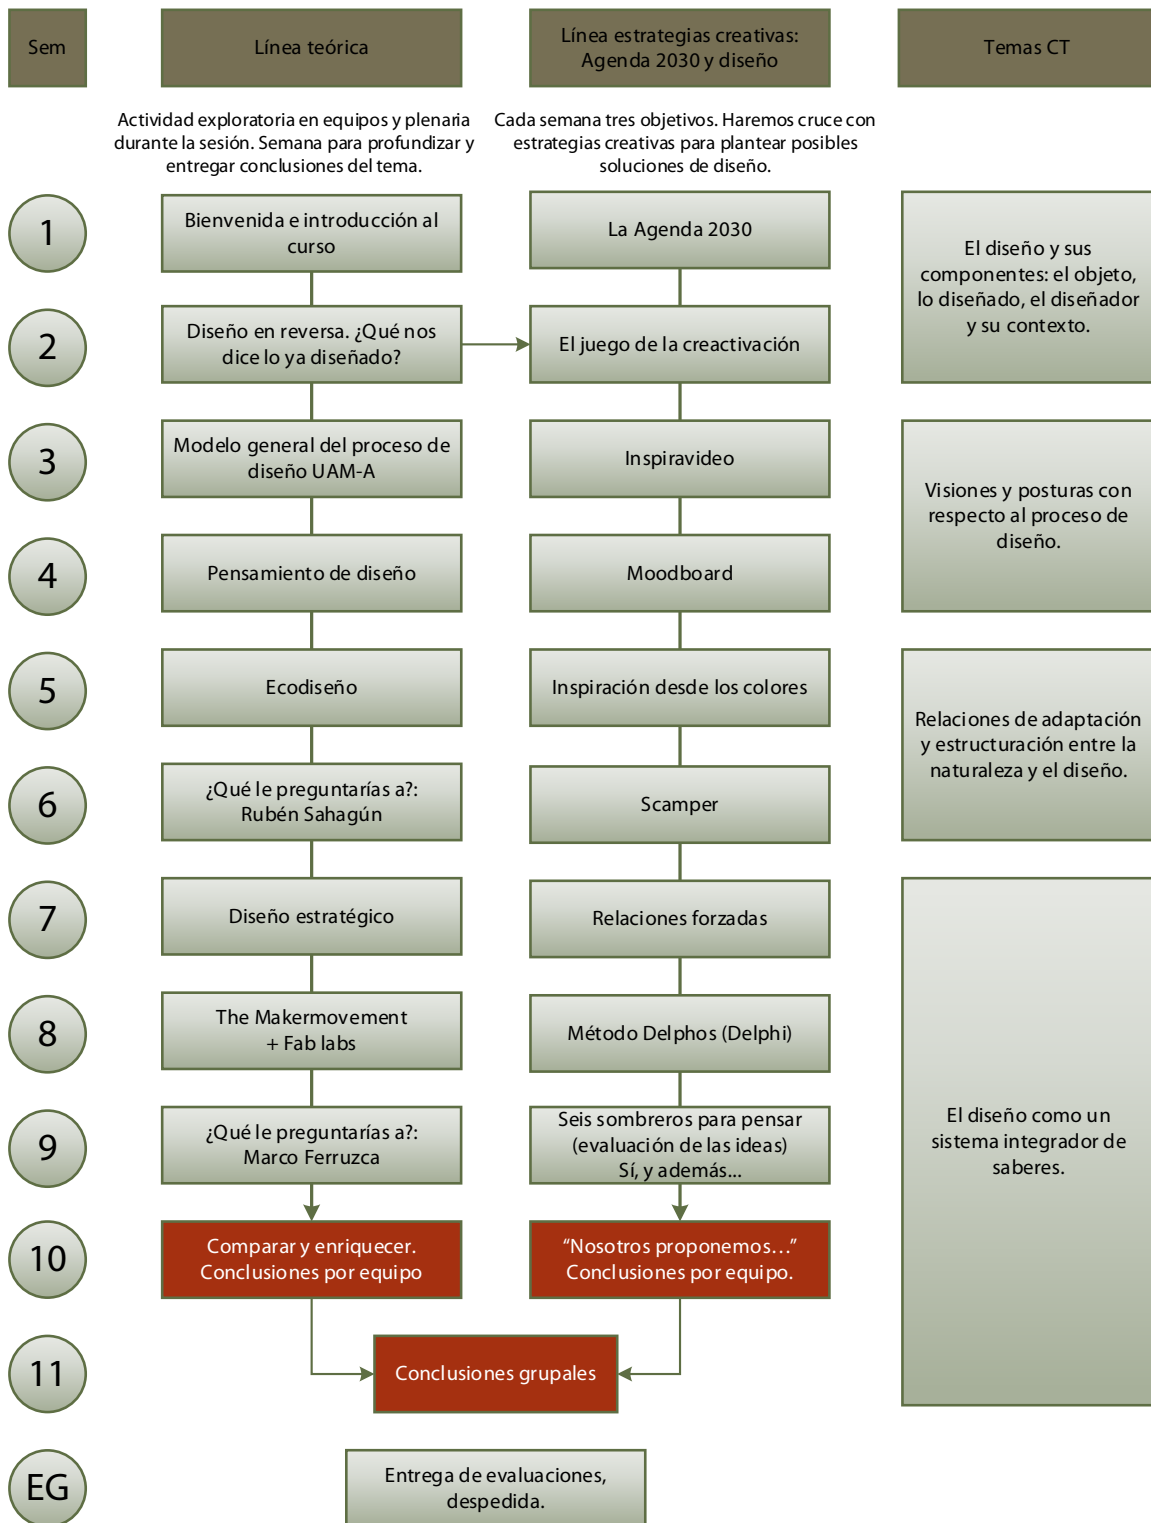 Sem
Línea teórica
Línea estrategias creativas:
Agenda 2030 y diseño
Temas CT
Actividad exploratoria en equipos y plenaria
durante la sesión. Semana para profundizar y
entregar conclusiones del tema.
Cada semana tres objetivos. Haremos cruce con
estrategias creativas para plantear posibles
soluciones de diseño.
1
Bienvenida e introducción al
curso
La Agenda 2030
El diseño y sus
componentes: el objeto,
lo diseñado, el diseñador
y su contexto.
2
Diseño en reversa. ¿Qué nos
dice lo ya diseñado?
El juego de la creactivación
3
Modelo general del proceso de
diseño UAM-A
Inspiravideo
Visiones y posturas con
respecto al proceso de
diseño.
4
Pensamiento de diseño
Moodboard
5
Ecodiseño
Inspiración desde los colores
Relaciones de adaptación
y estructuración entre la
naturaleza y el diseño.
6
¿Qué le preguntarías a?:
Rubén Sahagún
Scamper
7
Diseño estratégico
Relaciones forzadas
8
The Makermovement
+ Fab labs
Método Delphos (Delphi)
9
¿Qué le preguntarías a?:
Marco Ferruzca
Seis sombreros para pensar
(evaluación de las ideas)
Sí, y además...
El diseño como un
sistema integrador de
saberes.
10
Comparar y enriquecer.
Conclusiones por equipo
“Nosotros proponemos...”
Conclusiones por equipo.
11
Conclusiones grupales
EG
Entrega de evaluaciones,
despedida.